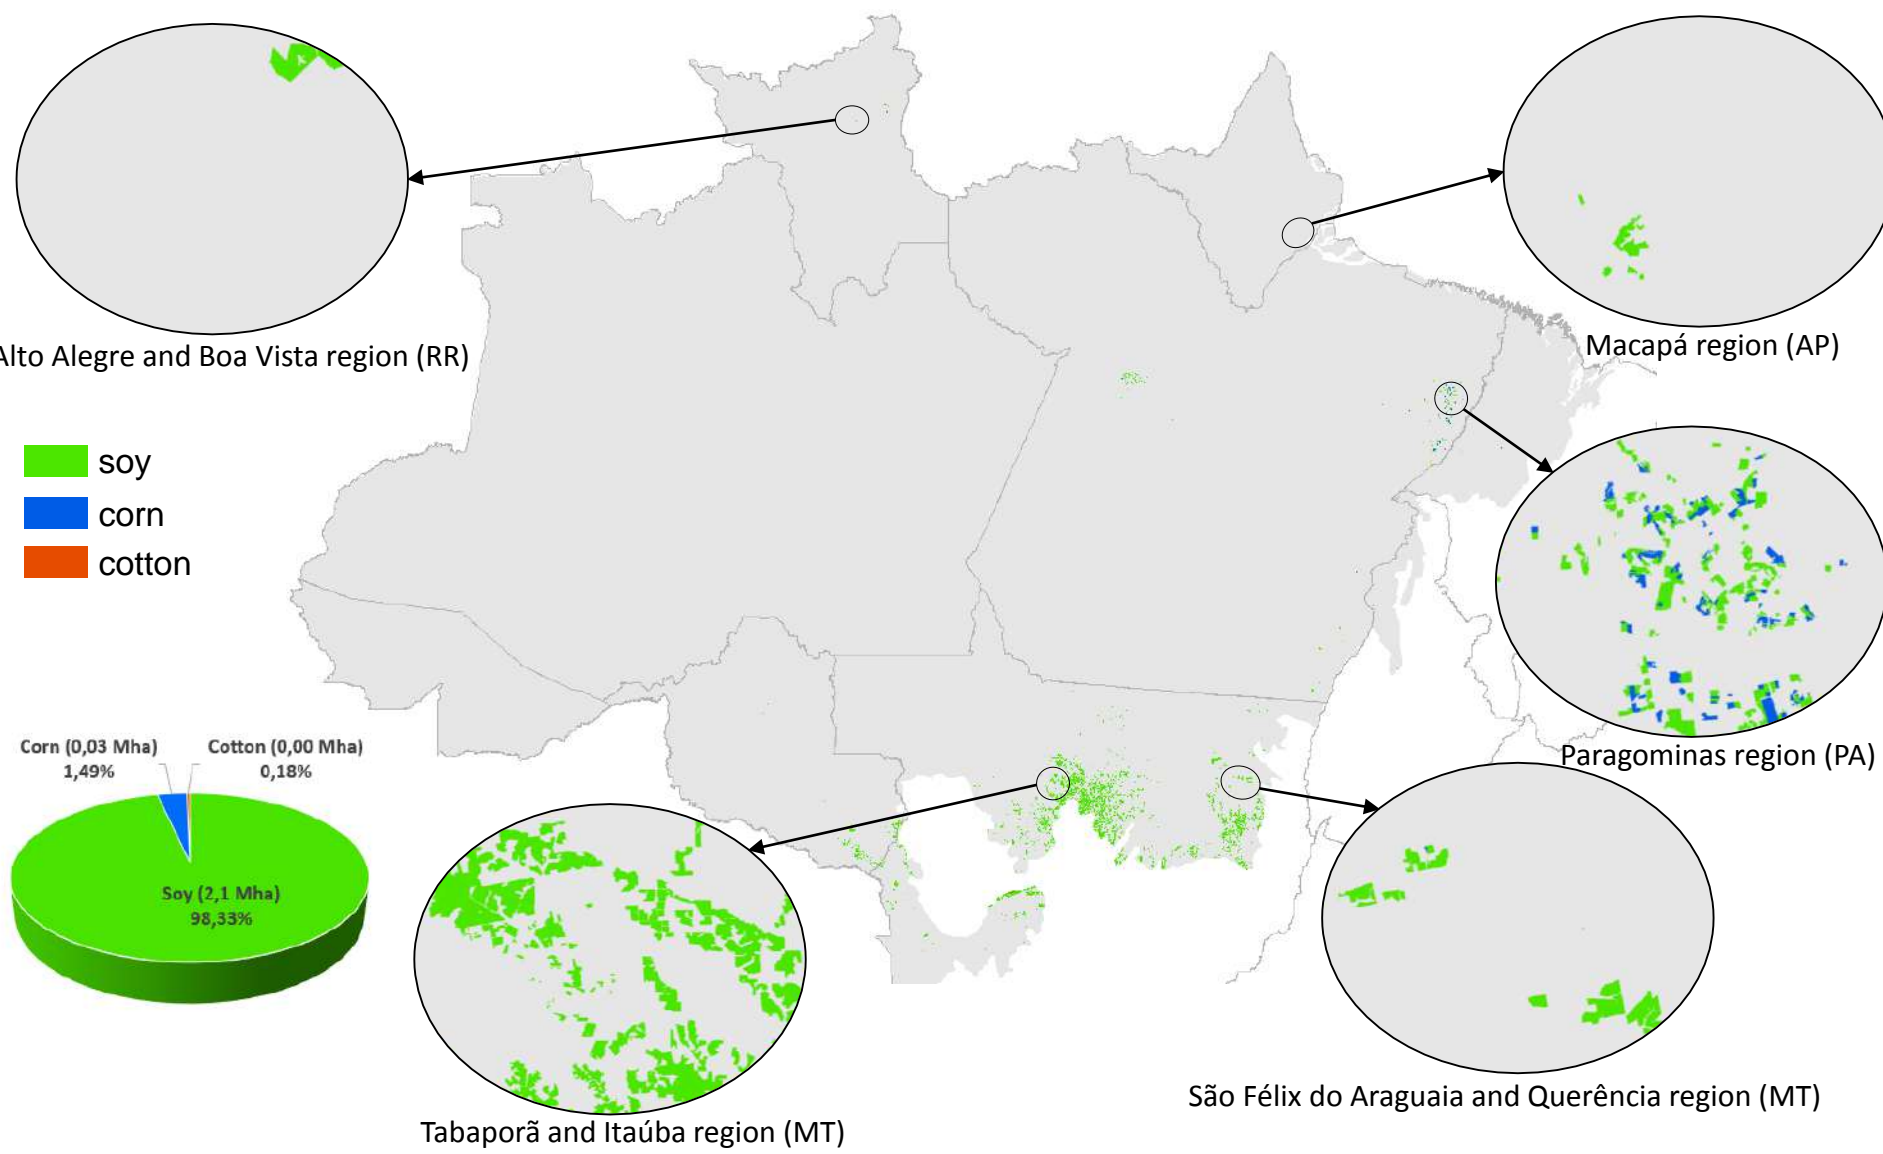 Alto Alegre and Boa Vista region (RR)
Macapá region (AP)
soy
corn
cotton
Corn (0,03 Mha)
1,49%
Cotton (0,00 Mha)
0,18%
Soy (2,1 Mha)
98,33%
Paragominas region (PA)
São Félix do Araguaia and Querência region (MT)
Tabaporã and Itaúba region (MT)